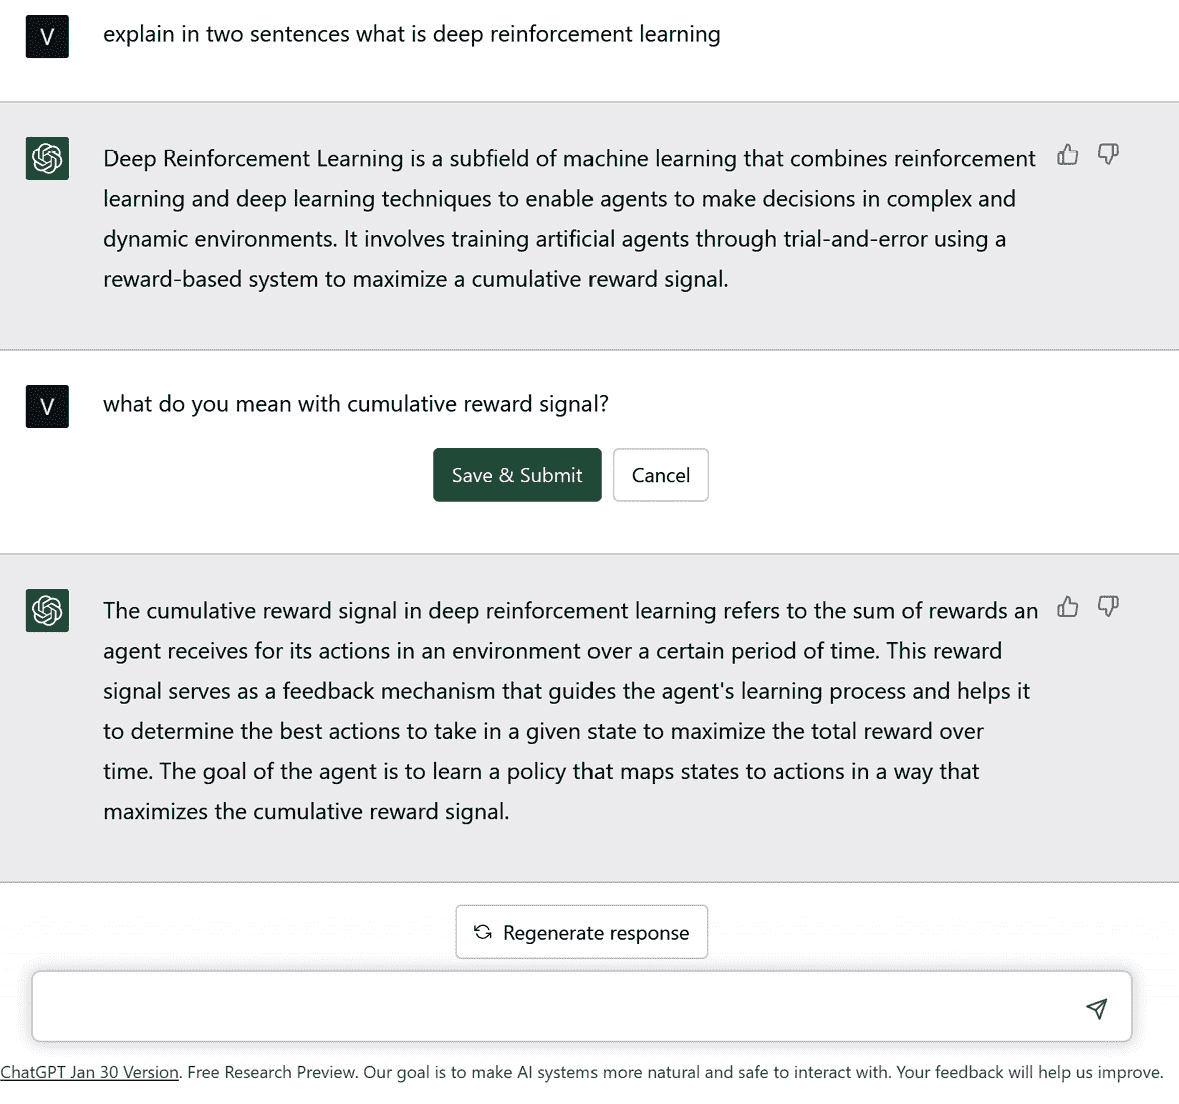 V
explain in two sentences what is deep reinforcement learning
Deep Reinforcement Learning is a subfield of machine learning that combines reinforcement
learning and deep learning techniques to enable agents to make decisions in complex and
dynamic environments. It involves training artificial agents through trial-and-error using a
reward-based system to maximize a cumulative reward signal.
V
what do you mean with cumulative reward signal?
Save & Submit
Cancel
The cumulative reward signal in deep reinforcement learning refers to the sum of rewards an
agent receives for its actions in an environment over a certain period of time. This reward
signal serves as a feedback mechanism that guides the agent's learning process and helps it
to determine the best actions to take in a given state to maximize the total reward over
time. The goal of the agent is to learn a policy that maps states to actions in a way that
maximizes the cumulative reward signal.
Regenerate response
ChatGPT Jan 30 Version. Free Research Preview. Our goal is to make AI systems more natural and safe to interact with. Your feedback will help us improve.